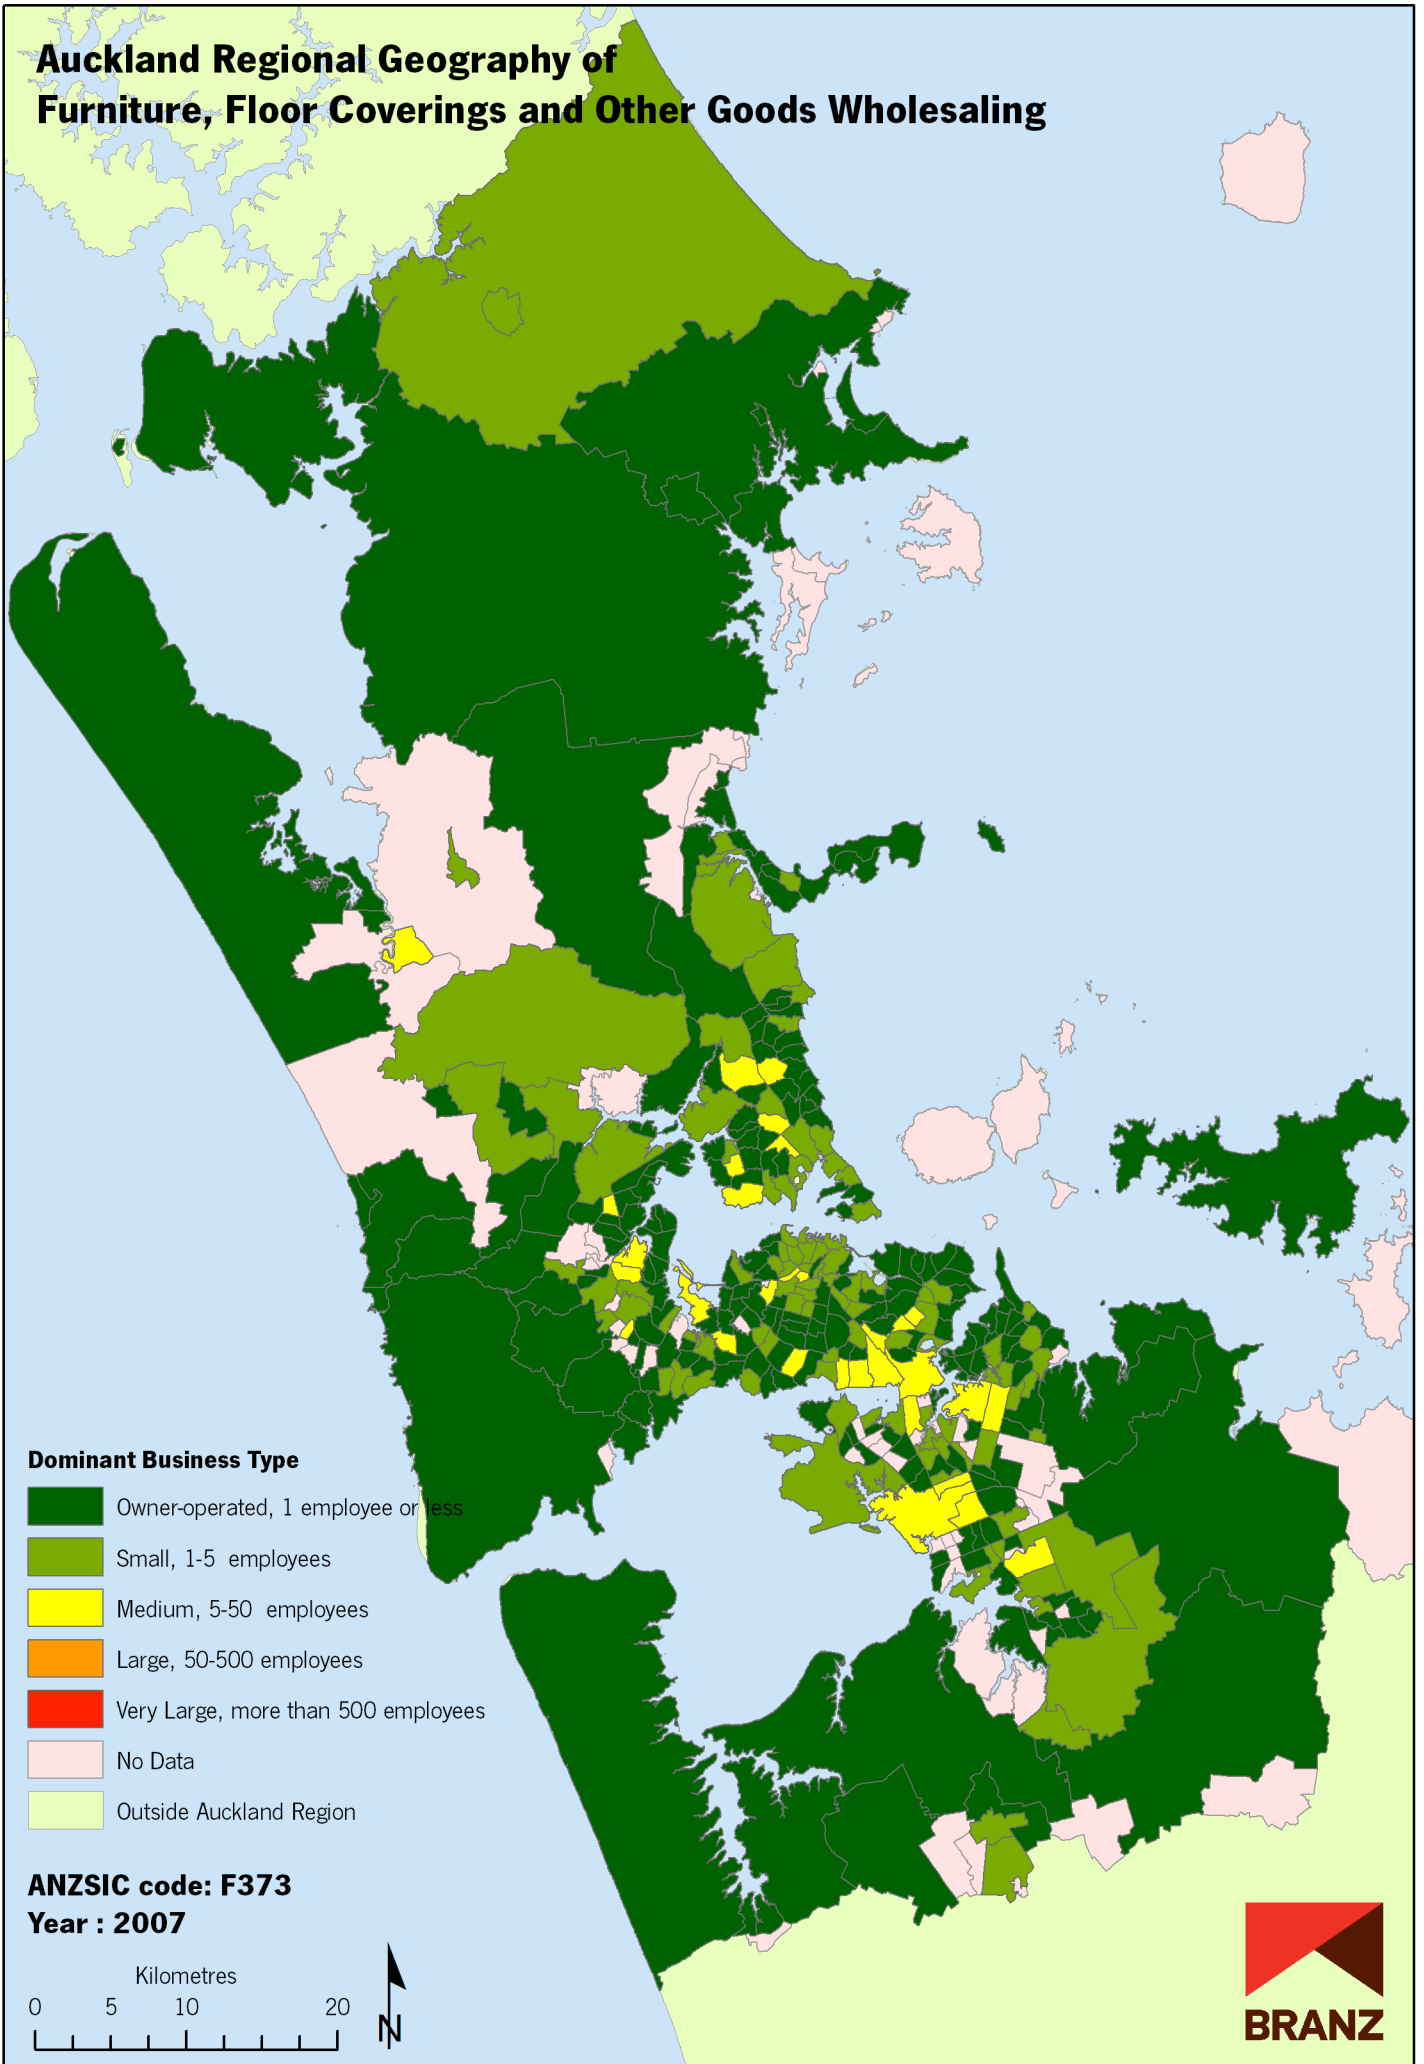 Auckland Regional Geography of
Furniture, Floor Coverings and Other Goods Wholesaling
Dominant Business Type
Owner-operated, 1 employee or less
Small, 1-5 employees
Medium, 5-50 employees
Large, 50-500 employees
Very Large, more than 500 employees
No Data
Outside Auckland Region
ANZSIC code: F373
Year : 2007
Kilometres
0 5 10 20
N
BRANZ